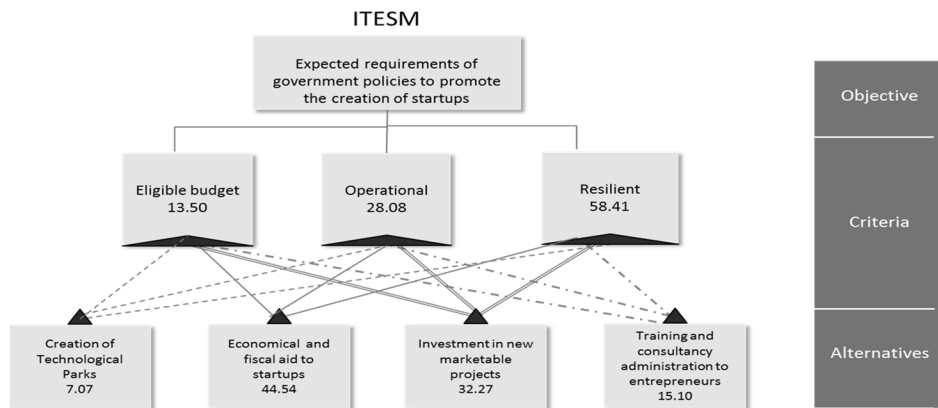 ITESM
Expected requirements of
government policies to promote
the creation of startups
Objective
Eligible budget
13.50
Operational
28.08
Resilient
58.41
Criteria
Creation of
Technological
Parks
7.07
Economical and
fiscal aid to
startups
44.54
Investment in new
marketable
projects
32.27
Training and
consultancy
administration to
entrepreneurs
15.10
Alternatives